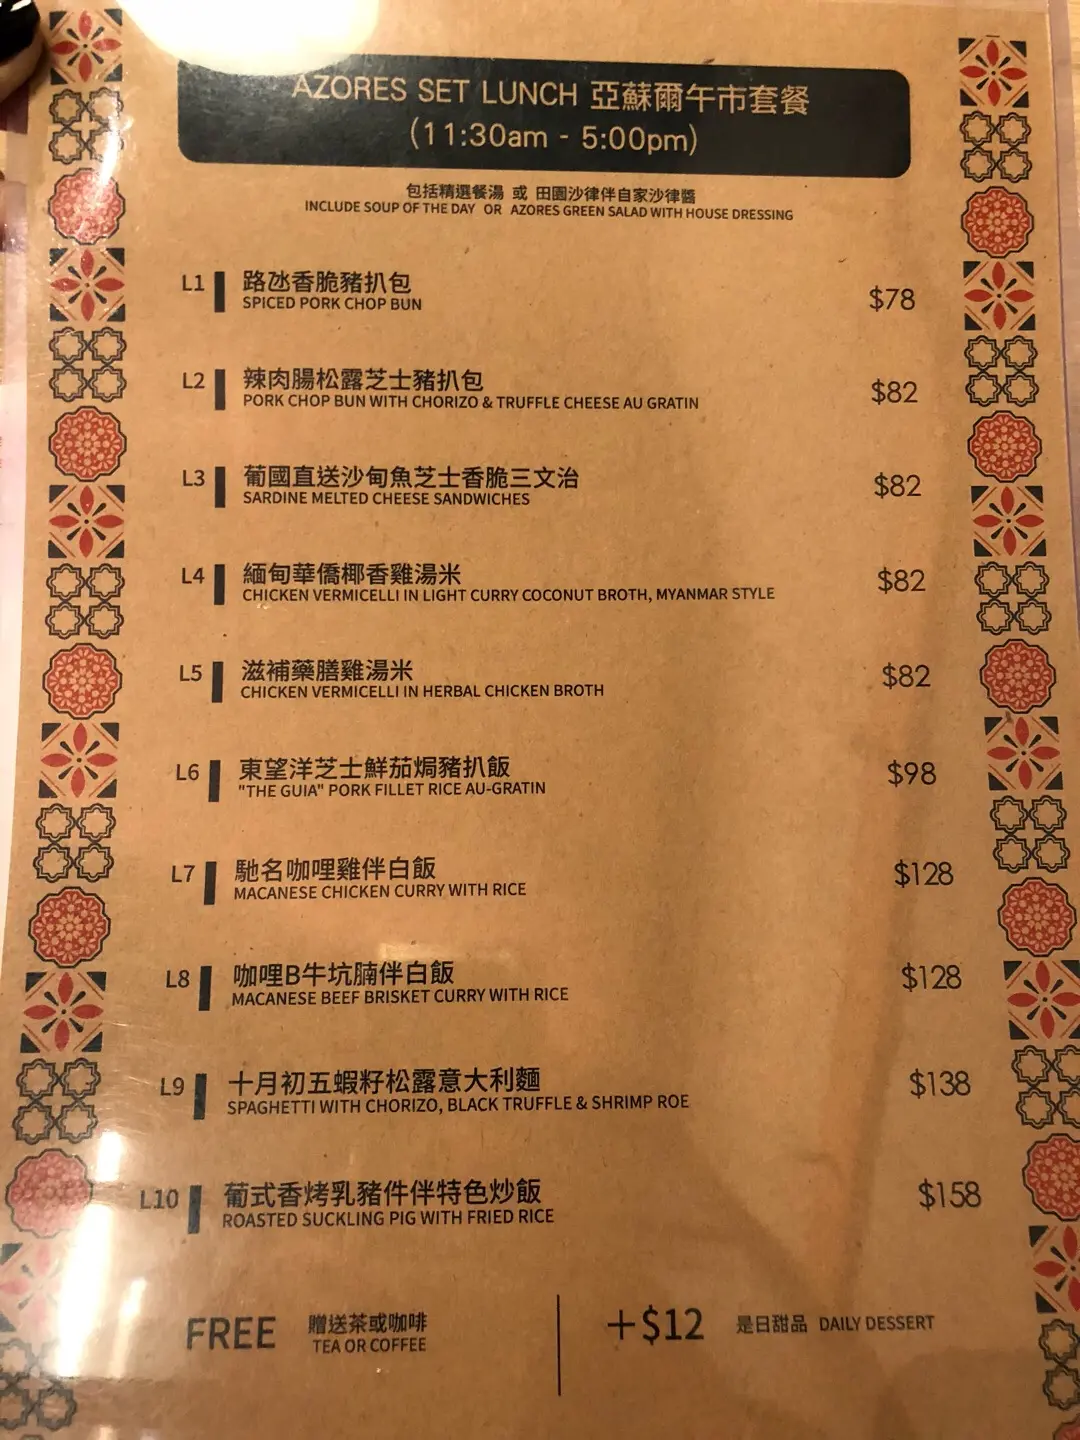 AZORES SET LUNCH 亞蘇爾午市套餐
(11:30am - 5:00pm)
包括精選餐湯 或 田園沙律伴自家沙律醬
INCLUDE SOUP OF THE DAY OR AZORES GREEN SALAD WITH HOUSE DRESSING
L1 路氹香脆豬扒包 $78
SPICED PORK CHOP BUN
L2 辣肉腸松露芝士豬扒包 $82
PORK CHOP BUN WITH CHORIZO & TRUFFLE CHEESE AU GRATIN
L3 葡國直送沙甸魚芝士香脆三文治 $82
SARDINE MELTED CHEESE SANDWICHES
L4 緬甸華僑椰香雞湯米 $82
CHICKEN VERMICELLI IN LIGHT CURRY COCONUT BROTH, MYANMAR STYLE
L5 滋補藥膳雞湯米 $82
CHICKEN VERMICELLI IN HERBAL CHICKEN BROTH
L6 東望洋芝士鮮茄焗豬扒飯 $98
"THE GUIA" PORK FILLET RICE AU-GRATIN
L7 馳名咖哩雞伴白飯 $128
MACANESE CHICKEN CURRY WITH RICE
L8 咖哩B牛坑腩伴白飯 $128
MACANESE BEEF BRISKET CURRY WITH RICE
L9 十月初五蝦籽松露意大利麵 $138
SPAGHETTI WITH CHORIZO, BLACK TRUFFLE & SHRIMP ROE
L10 葡式香烤乳豬件伴特色炒飯 $158
ROASTED SUCKLING PIG WITH FRIED RICE
FREE 贈送茶或咖啡
TEA OR COFFEE
+$12 是日甜品 DAILY DESSERT